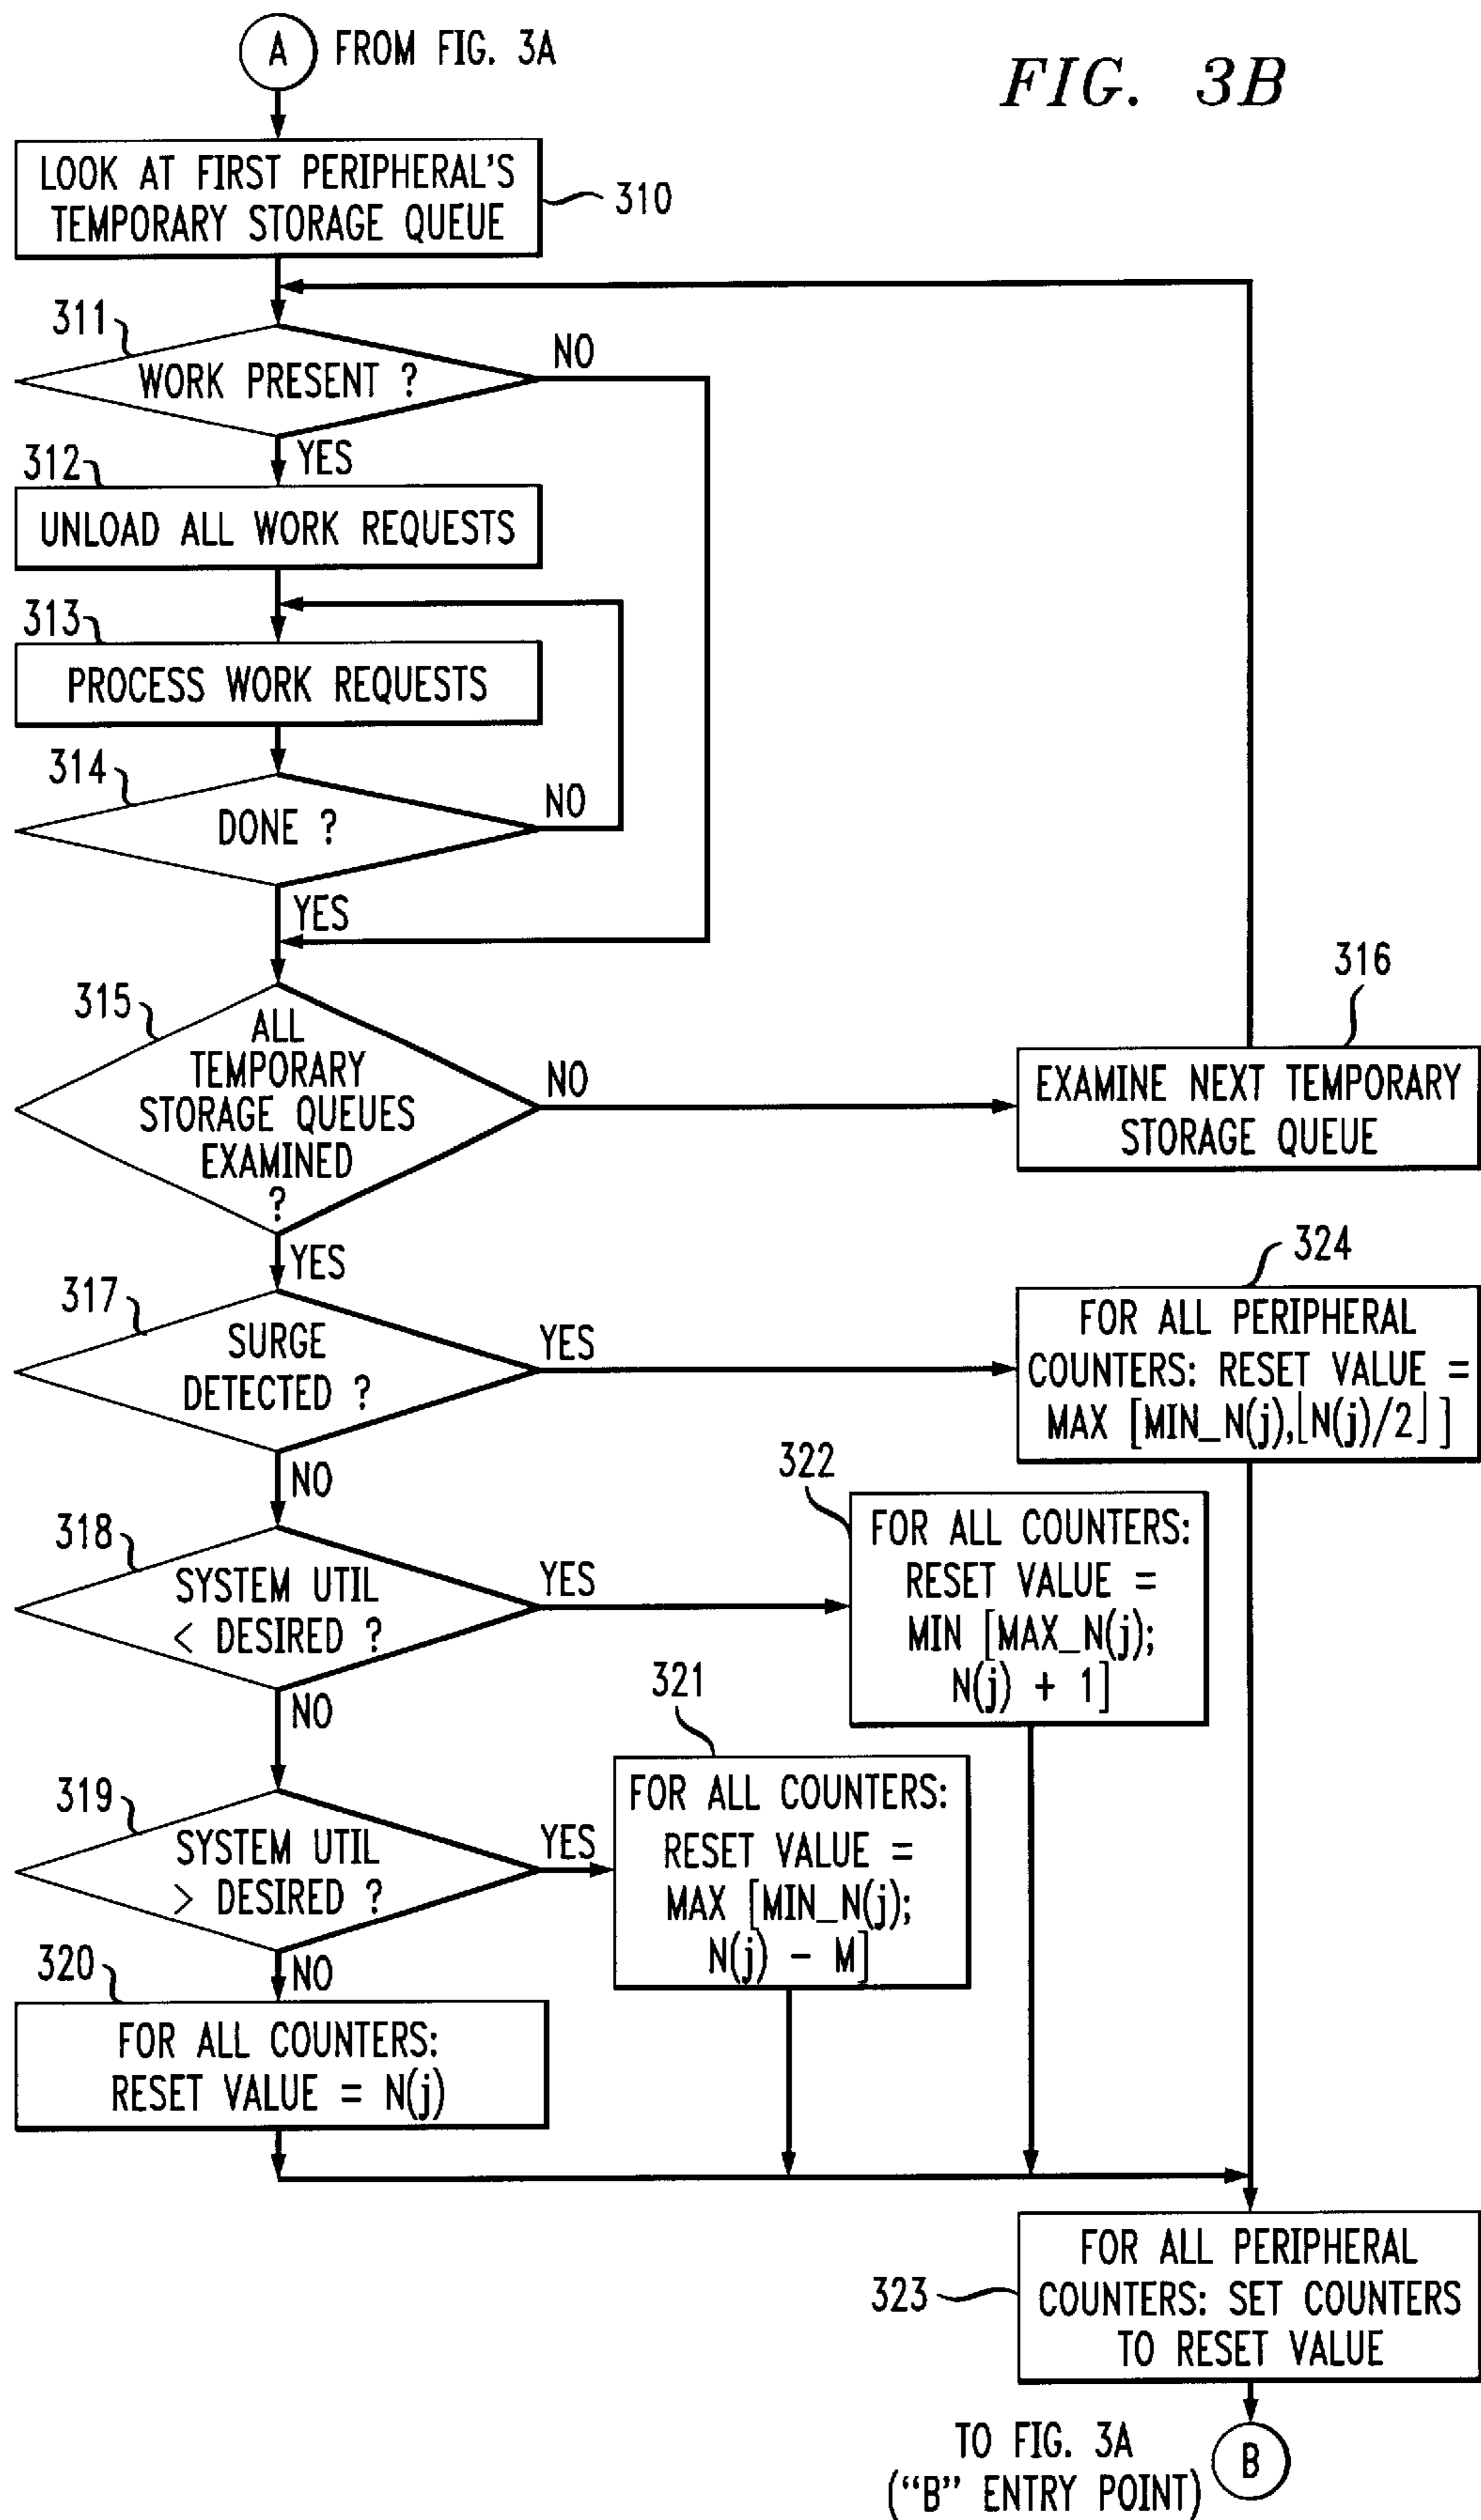 A
FROM FIG. 3A
FIG. 3B
LOOK AT FIRST PERIPHERAL'S
TEMPORARY STORAGE QUEUE
310
311
WORK PRESENT ?
NO
YES
312
UNLOAD ALL WORK REQUESTS
313
PROCESS WORK REQUESTS
314
DONE ?
NO
YES
315
ALL
TEMPORARY
STORAGE QUEUES
EXAMINED
?
NO
YES
316
EXAMINE NEXT TEMPORARY
STORAGE QUEUE
317
SURGE
DETECTED ?
YES
NO
324
FOR ALL PERIPHERAL
COUNTERS: RESET VALUE =
MAX [MIN_N(j),⌊N(j)/2⌋]
318
SYSTEM UTIL
< DESIRED ?
YES
NO
322
FOR ALL COUNTERS:
RESET VALUE =
MIN [MAX_N(j);
N(j) + 1]
319
SYSTEM UTIL
> DESIRED ?
YES
NO
321
FOR ALL COUNTERS:
RESET VALUE =
MAX [MIN_N(j);
N(j) - M]
320
FOR ALL COUNTERS:
RESET VALUE = N(j)
323
FOR ALL PERIPHERAL
COUNTERS: SET COUNTERS
TO RESET VALUE
TO FIG. 3A
("B" ENTRY POINT)
B